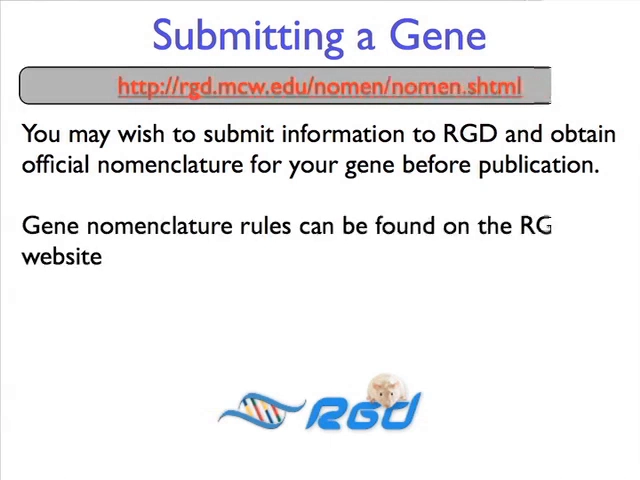 Submitting a Gene
http://rgd.mcw.edu/nomen/nomen.shtml
You may wish to submit information to RGD and obtain
official nomenclature for your gene before publication.
Gene nomenclature rules can be found on the RG
website
RGD